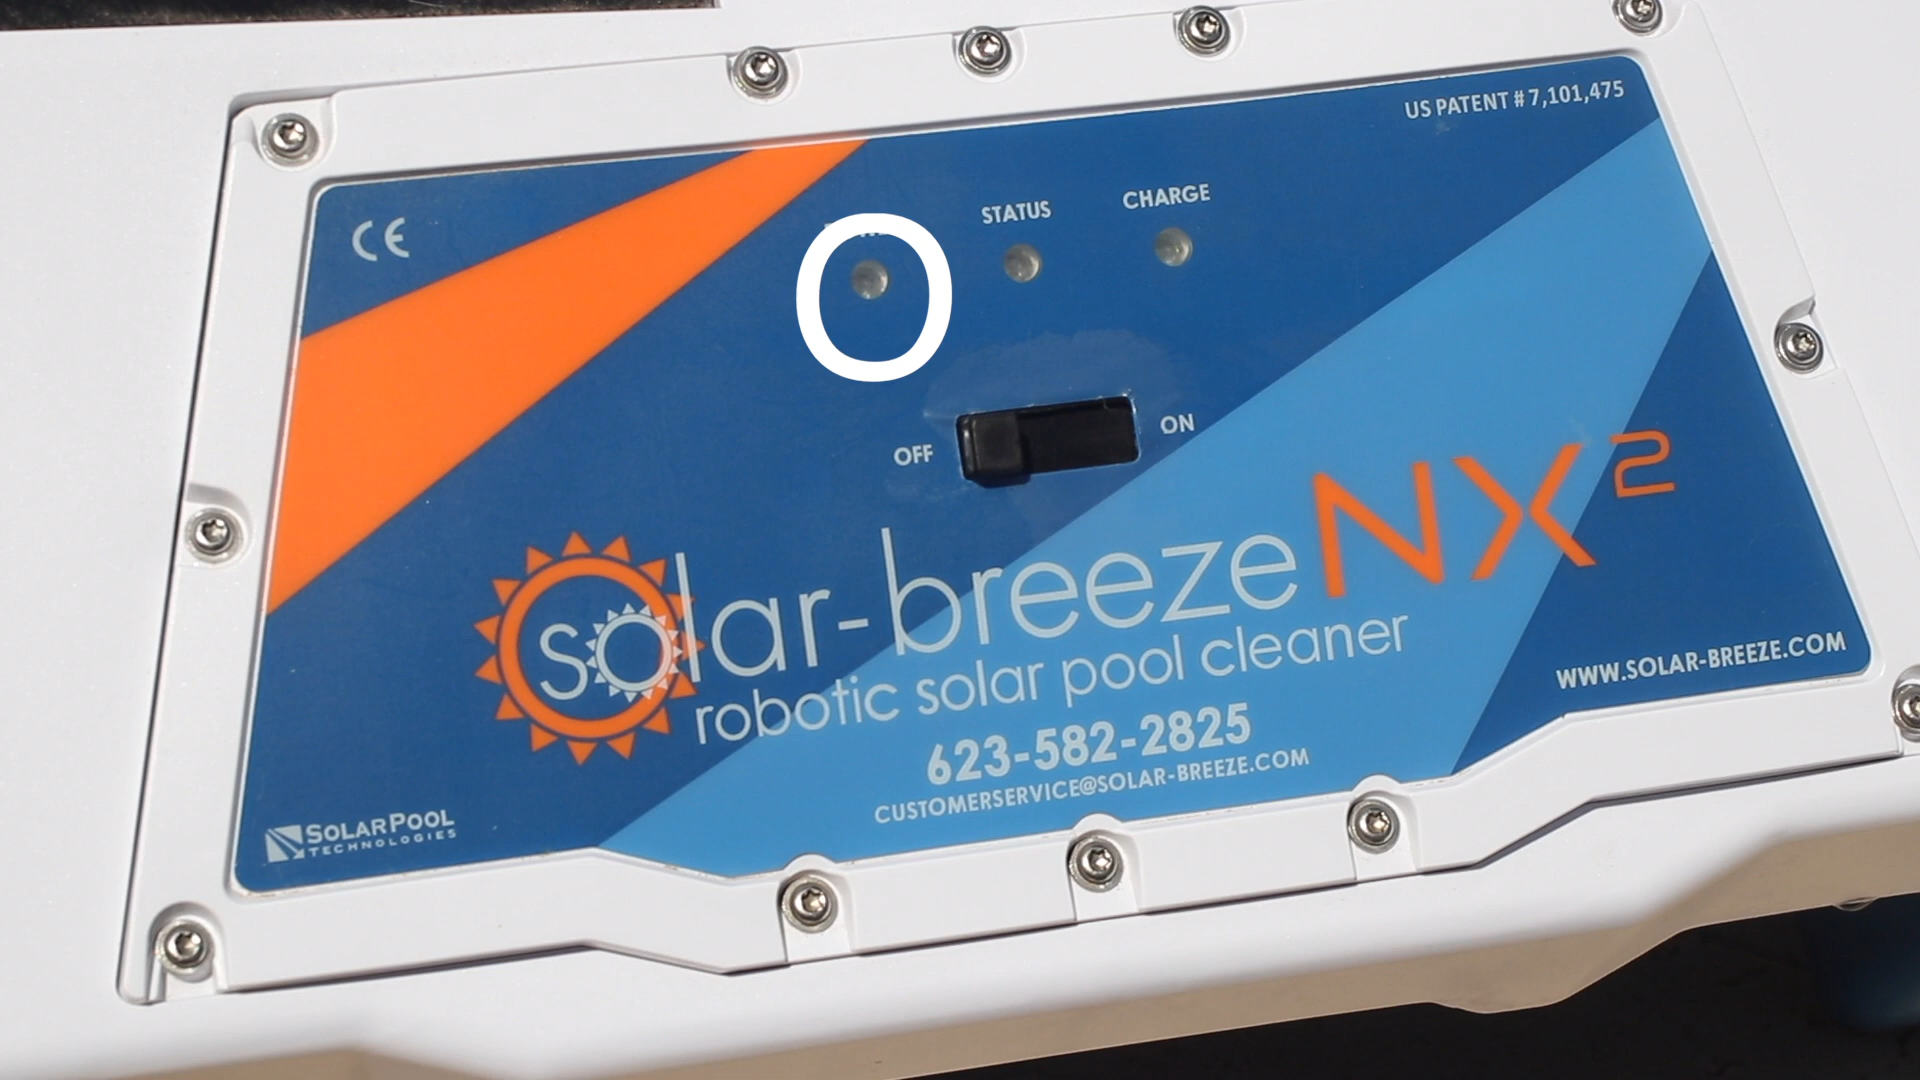 US PATENT # 7,101,475
CE
STATUS
CHARGE
OFF
ON
solar-breeze NX2
robotic solar pool cleaner
623-582-2825
CUSTOMERSERVICE@SOLAR-BREEZE.COM
WWW.SOLAR-BREEZE.COM
SOLARPOOL
TECHNOLOGIES